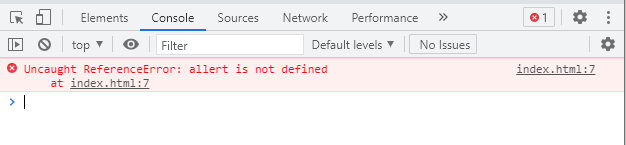 Elements Console Sources Network Performance » 1
top Filter Default levels No Issues
Uncaught ReferenceError: allert is not defined index.html:7
at index.html:7
>